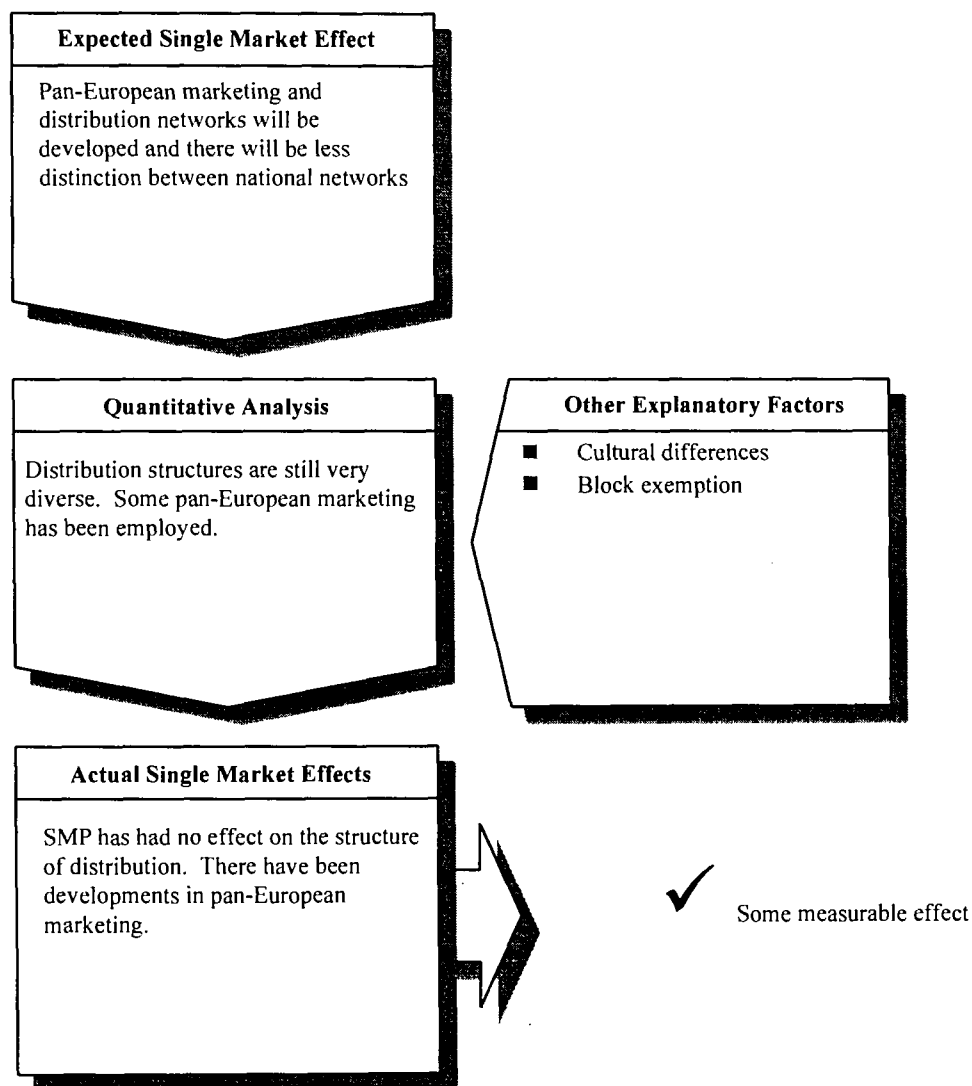 Expected Single Market Effect
Pan-European marketing and
distribution networks will be
developed and there will be less
distinction between national networks
Quantitative Analysis
Distribution structures are still very
diverse. Some pan-European marketing
has been employed.
Other Explanatory Factors
■ Cultural differences
■ Block exemption
Actual Single Market Effects
SMP has had no effect on the structure
of distribution. There have been
developments in pan-European
marketing.
✓ Some measurable effect